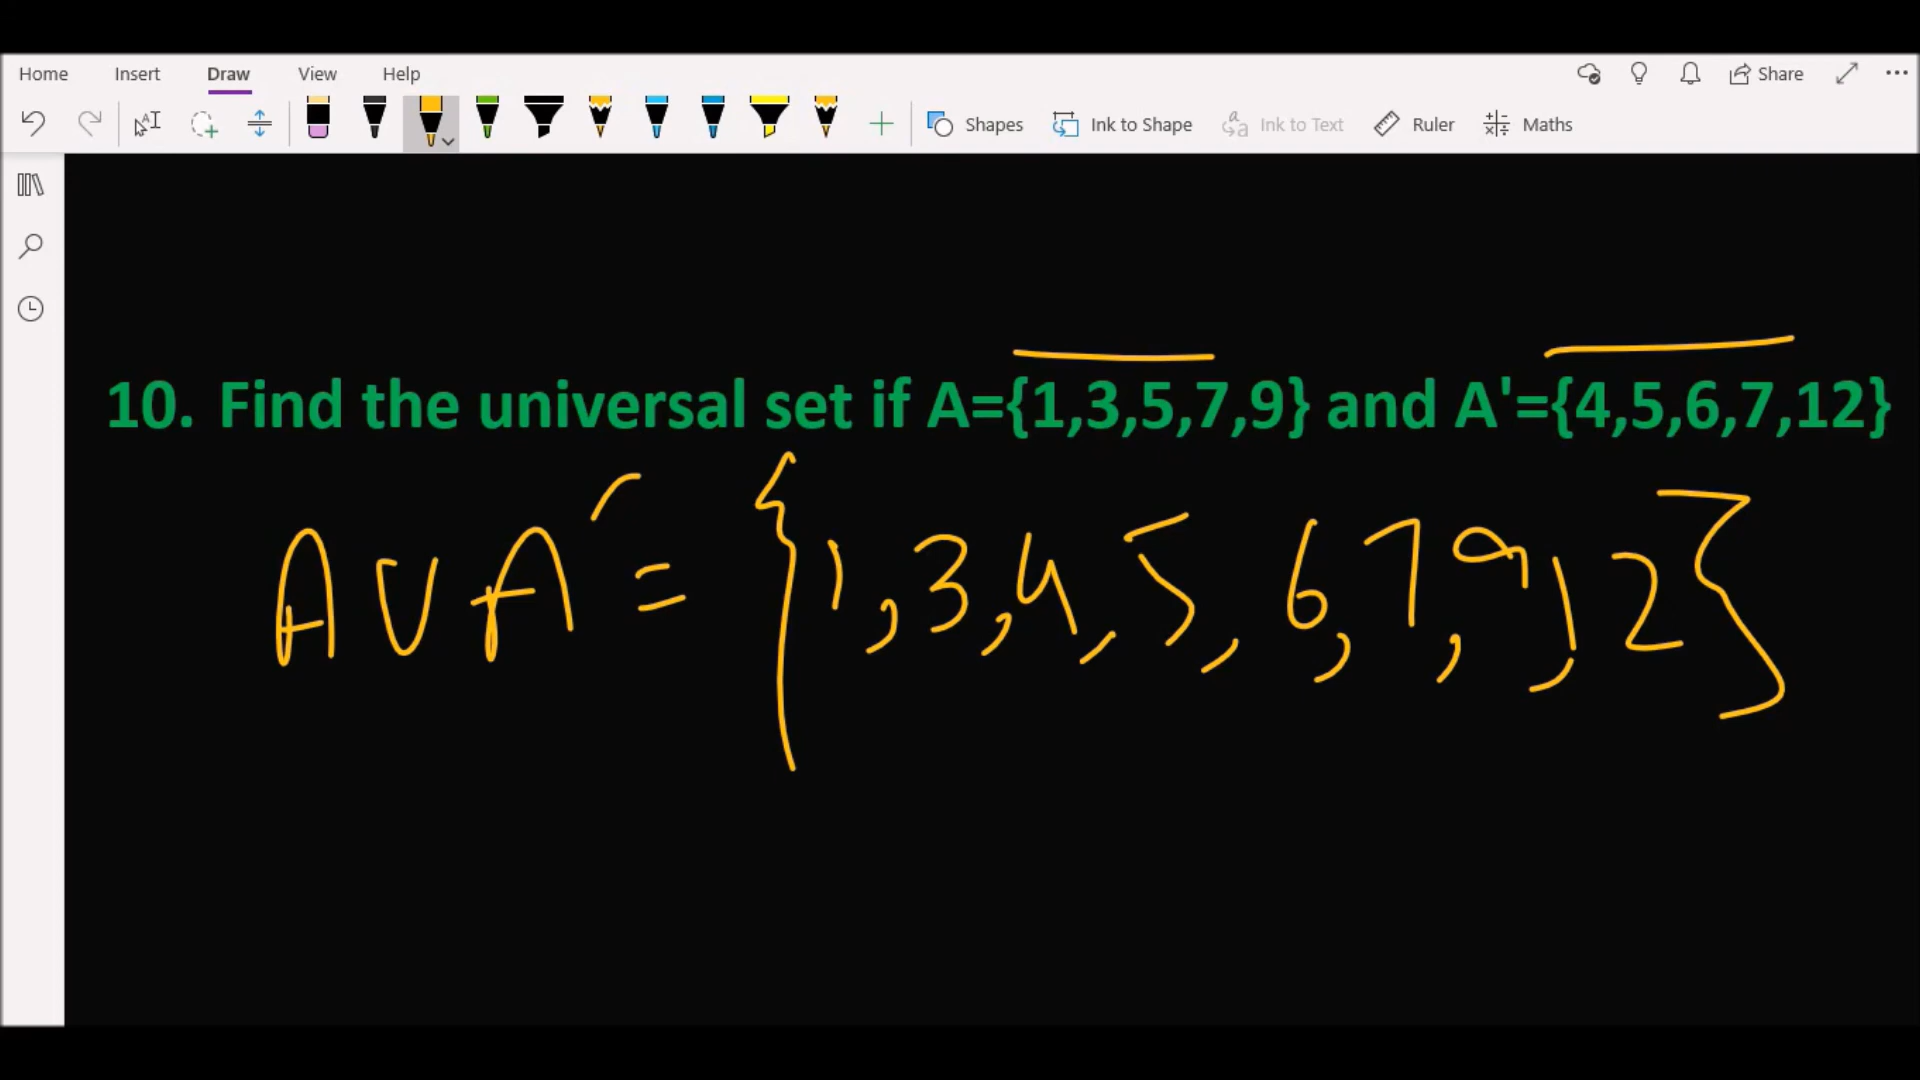 Home Insert Draw View Help Share
Shapes Ink to Shape Ink to Text Ruler Maths
10. Find the universal set if A={1,3,5,7,9} and A'={4,5,6,7,12}
A∪A' = {1,3,4,5,6,7,9,12}